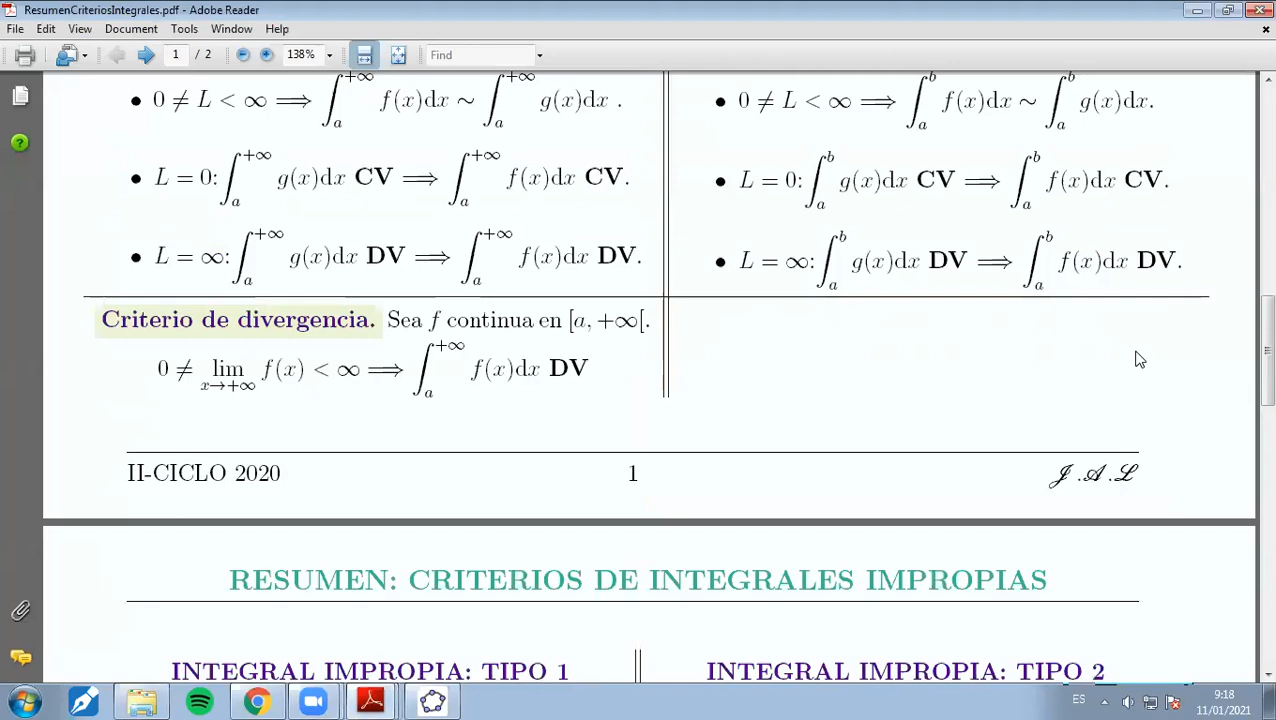 ResumenCriteriosIntegrales.pdf - Adobe Reader
File Edit View Document Tools Window Help
1 / 2 138% Find
• 0 ≠ L < ∞ ⟹ ∫_a^{+∞} f(x)dx ∼ ∫_a^{+∞} g(x)dx .
• L = 0: ∫_a^{+∞} g(x)dx CV ⟹ ∫_a^{+∞} f(x)dx CV.
• L = ∞: ∫_a^{+∞} g(x)dx DV ⟹ ∫_a^{+∞} f(x)dx DV.
Criterio de divergencia. Sea f continua en [a, +∞[.
0 ≠ lim_{x→+∞} f(x) < ∞ ⟹ ∫_a^{+∞} f(x)dx DV
• 0 ≠ L < ∞ ⟹ ∫_a^b f(x)dx ∼ ∫_a^b g(x)dx.
• L = 0: ∫_a^b g(x)dx CV ⟹ ∫_a^b f(x)dx CV.
• L = ∞: ∫_a^b g(x)dx DV ⟹ ∫_a^b f(x)dx DV.
II-CICLO 2020 1 J.A.L
RESUMEN: CRITERIOS DE INTEGRALES IMPROPIAS
INTEGRAL IMPROPIA: TIPO 1 INTEGRAL IMPROPIA: TIPO 2
ES 9:18
11/01/2021